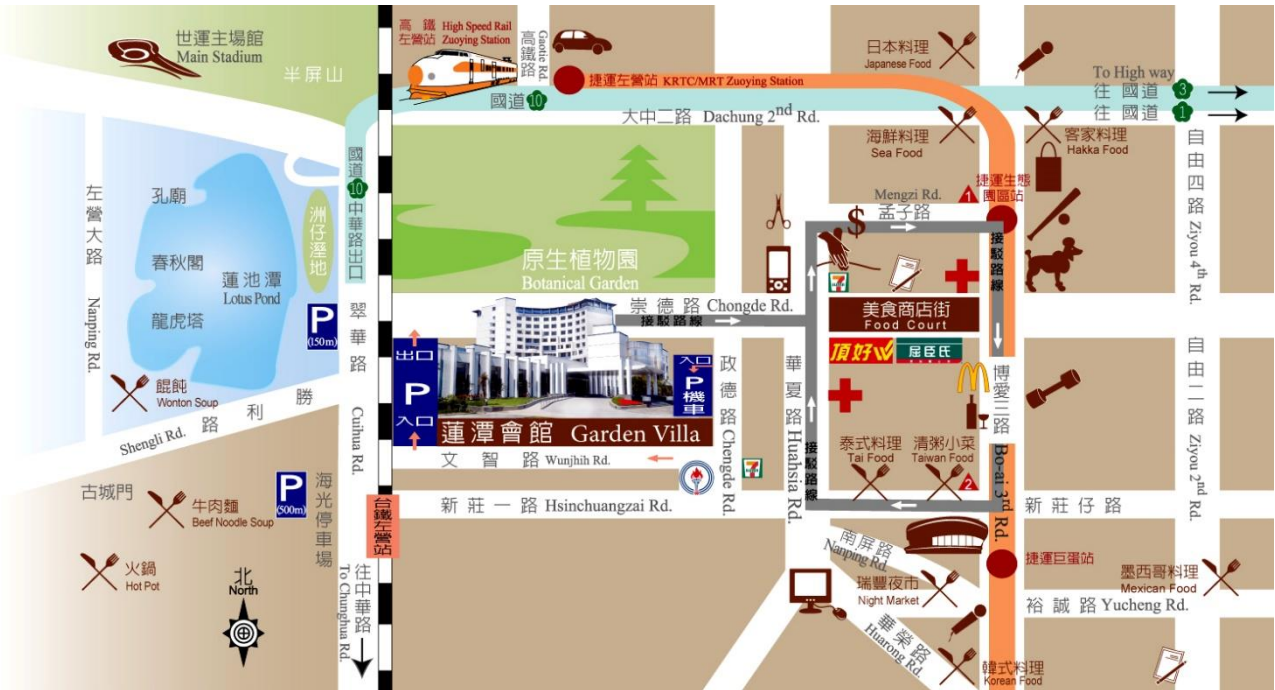 世運主場館
Main Stadium
半屏山
高鐵 High Speed Rail
左營站 Zuoying Station
高鐵路
Gaotie Rd.
捷運左營站 KRTC/MRT Zuoying Station
國道 10
大中二路 Dachung 2nd Rd.
日本料理
Japanese Food
To High way
往 國道 3
往 國道 1
海鮮料理
Sea Food
客家料理
Hakka Food
自由四路 Ziyou 4th Rd.
左營大路
Nanping Rd.
孔廟
春秋閣
蓮池潭
Lotus Pond
龍虎塔
洲仔溼地
國道 10 中華路出口
P
(150m)
翠華路
Cuihua Rd.
原生植物園
Botanical Garden
Mengzi Rd.
孟子路
1
捷運生態
園區站
$
接駁路線
7
ELEVEN
崇德路 Chongde Rd.
接駁路線
美食商店街
Food Court
頂好W
屈臣氏
出口
P
入口
入口
P
機車
蓮潭會館 Garden Villa
政德路 Chengde Rd.
華夏路 Huahsia Rd.
接駁路線
博愛三路 Bo-ai 3rd Rd.
自由二路 Ziyou 2nd Rd.
餛飩
Wonton Soup
勝利路
Shengli Rd.
泰式料理
Tai Food
清粥小菜
Taiwan Food
2
文智路 Wunjhih Rd.
7
ELEVEN
新莊一路 Hsinchuangzai Rd.
新莊仔路
古城門
牛肉麵
Beef Noodle Soup
P
(500m)
海光停車場
台鐵左營站
火鍋
Hot Pot
北
North
往中華路
To Chunghua Rd.
南屏路
Nanping Rd.
瑞豐夜市
Night Market
捷運巨蛋站
墨西哥料理
Mexican Food
裕誠路 Yucheng Rd.
華榮路
Huarong Rd.
韓式料理
Korean Food